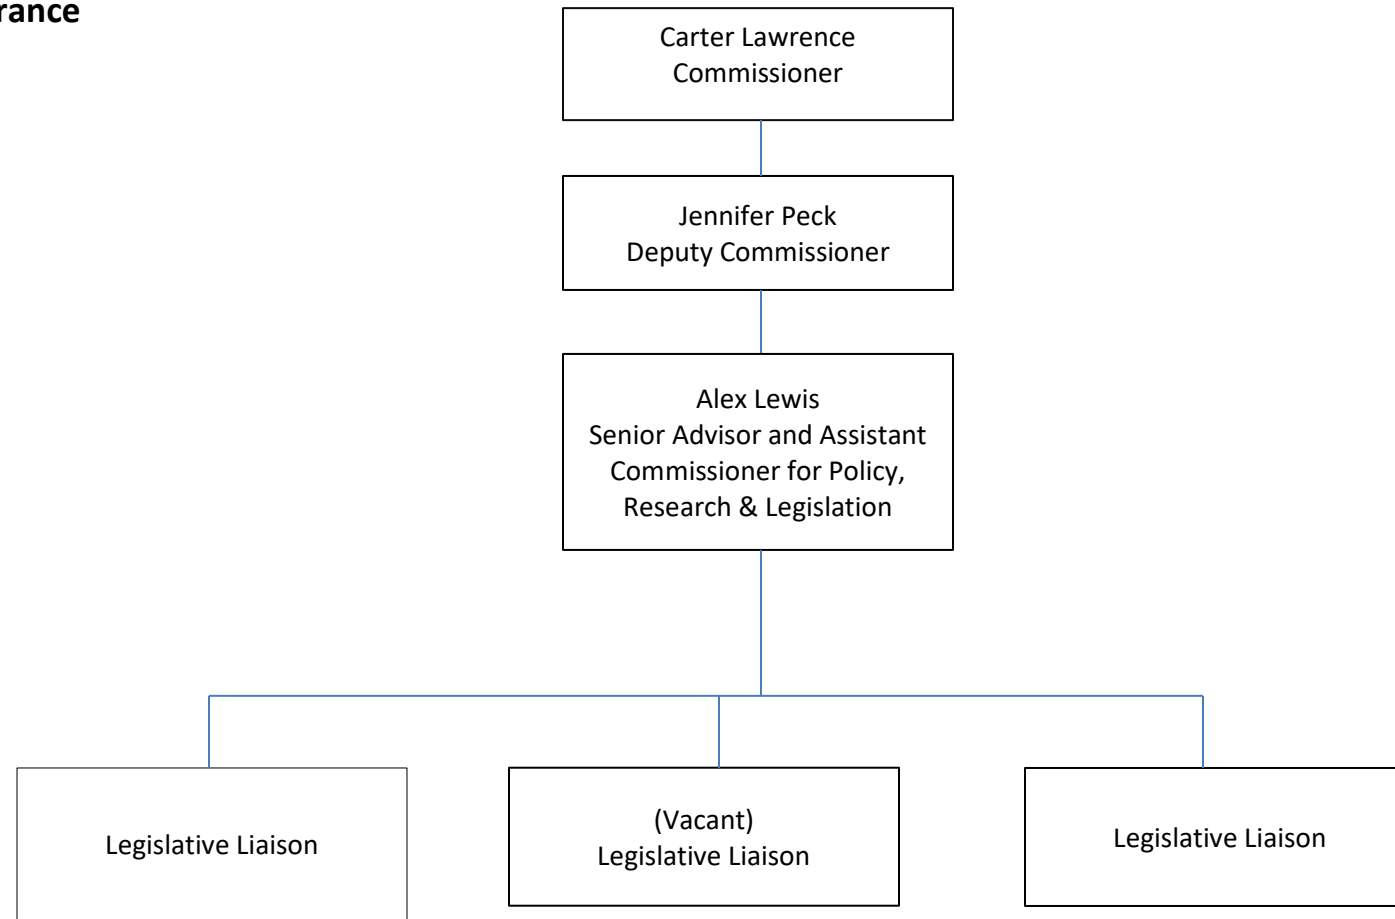 rance
Carter Lawrence
Commissioner
Jennifer Peck
Deputy Commissioner
Alex Lewis
Senior Advisor and Assistant
Commissioner for Policy,
Research & Legislation
Legislative Liaison
(Vacant)
Legislative Liaison
Legislative Liaison